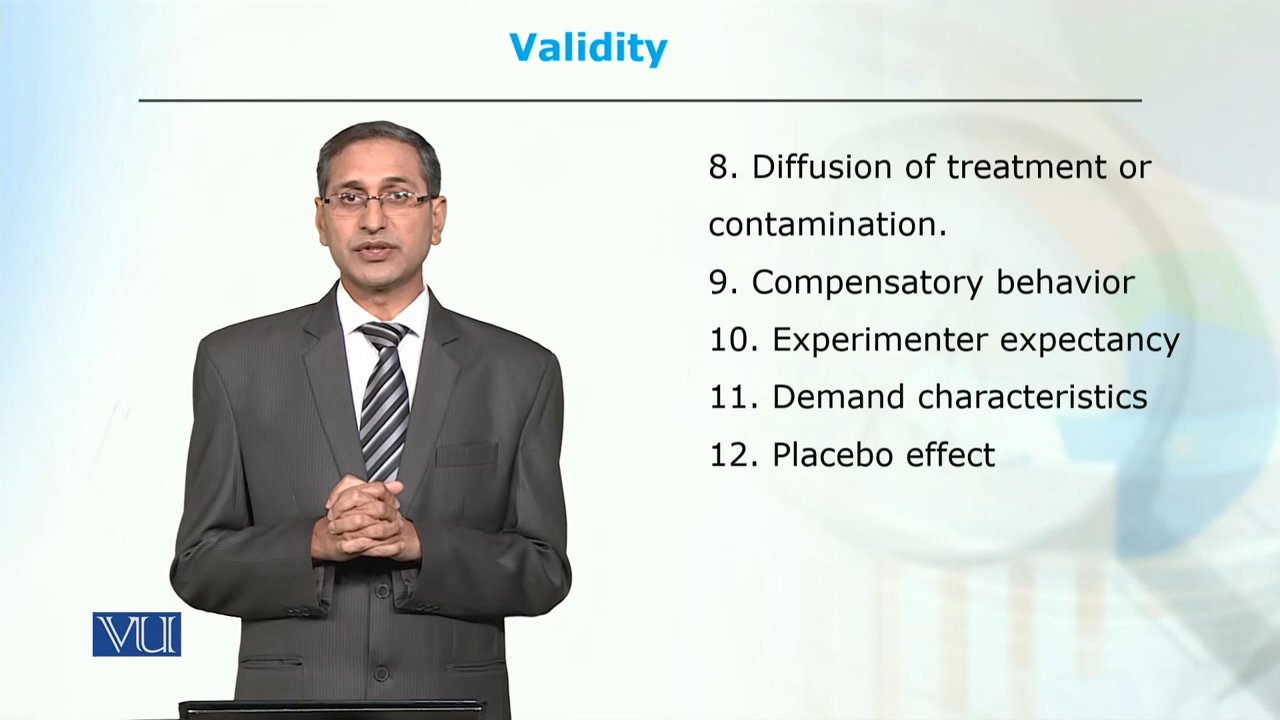 Validity
8. Diffusion of treatment or
contamination.
9. Compensatory behavior
10. Experimenter expectancy
11. Demand characteristics
12. Placebo effect
VU